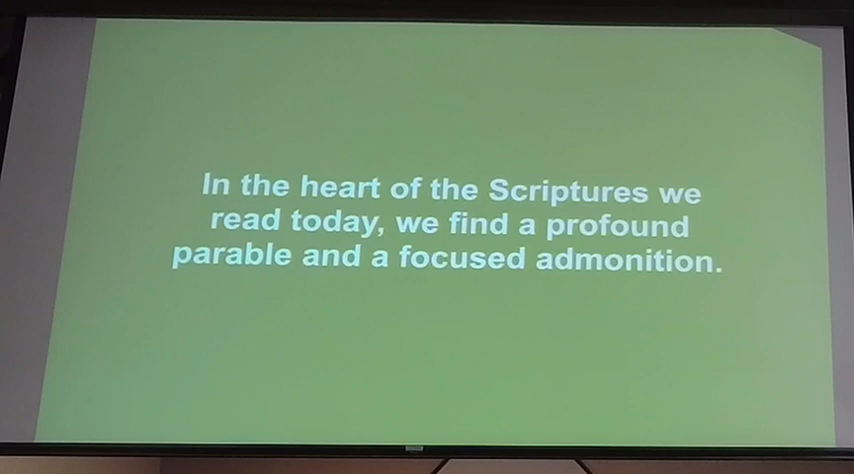 In the heart of the Scriptures we
read today, we find a profound
parable and a focused admonition.